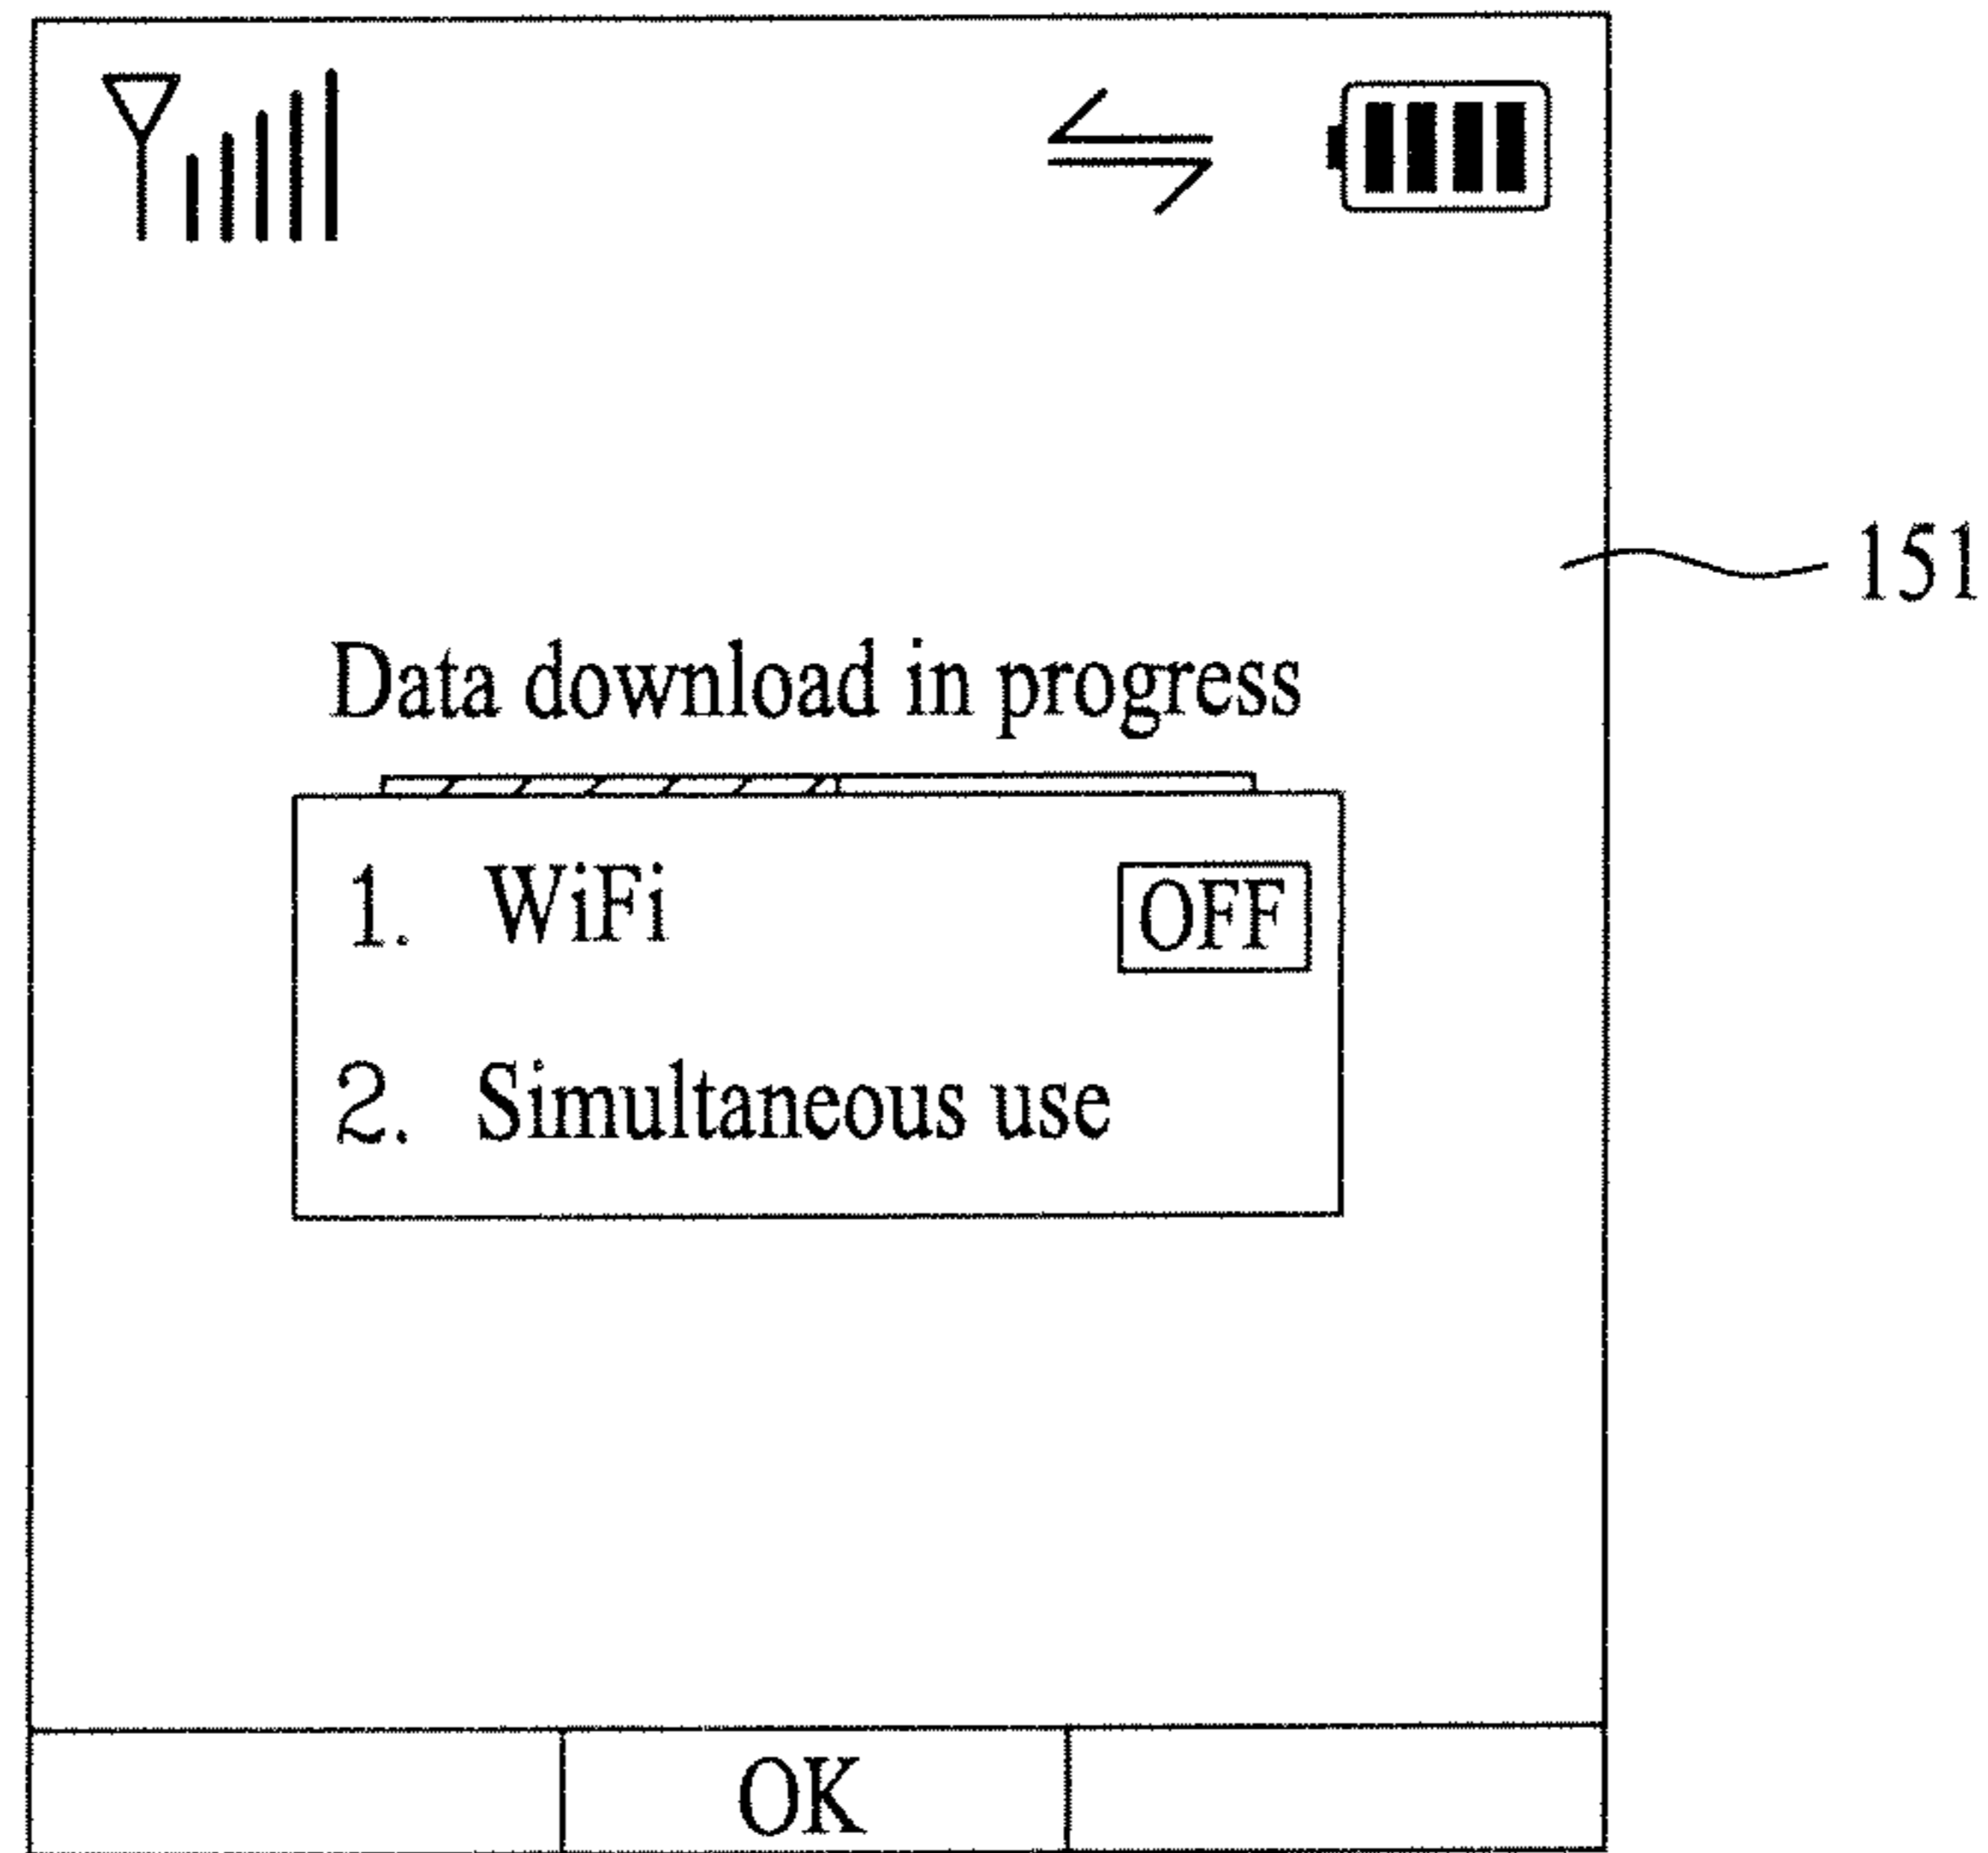 151
Data download in progress
1. WiFi OFF
2. Simultaneous use
OK